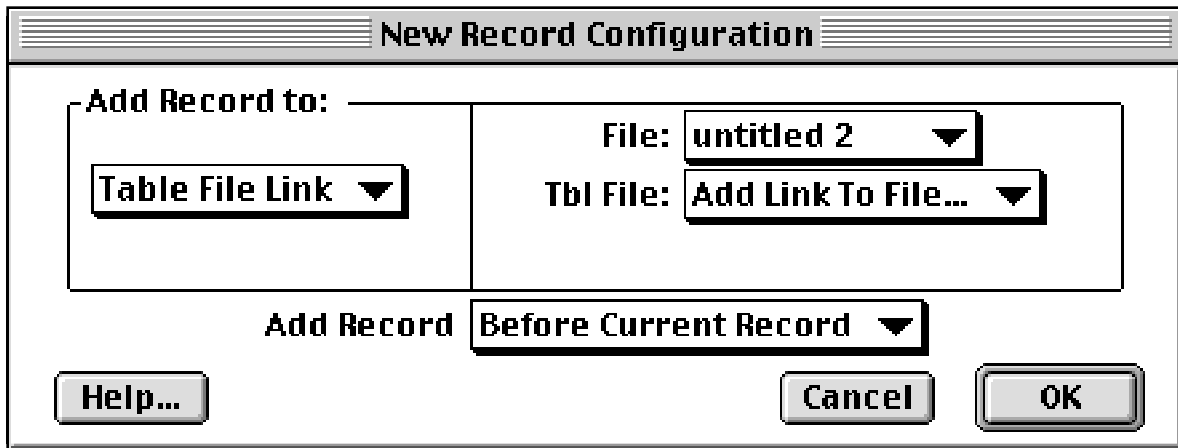 New Record Configuration
Add Record to:
File: untitled 2
Table File Link
Tbl File: Add Link To File...
Add Record Before Current Record
Help...
Cancel
OK